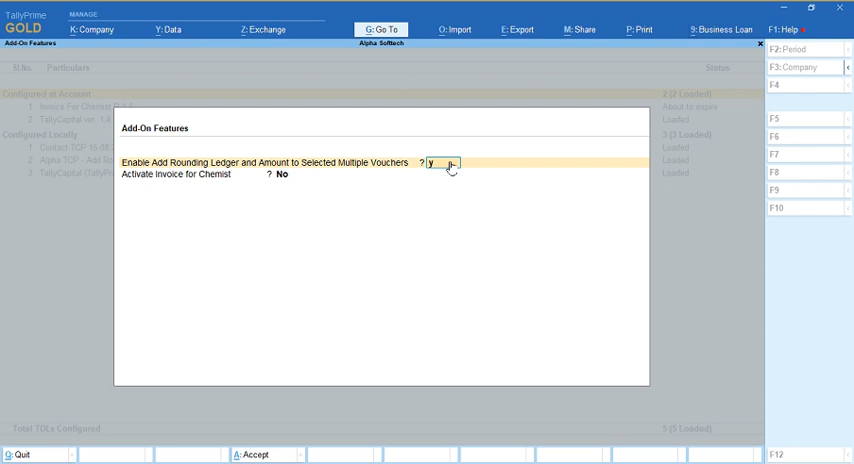 TallyPrime
GOLD
MANAGE
K: Company
Y: Data
Z: Exchange
G: Go To
O: Import
E: Export
M: Share
P: Print
9: Business Loan
F1: Help
Add-On Features
Alpha Softtech
F2: Period
Sl.No.
Particulars
Status
F3: Company
F4
Configured at Account
2 (2 Loaded)
1 Invoice For Chemist
About to expire
2 TallyCapital ver. 1.4
Loaded
F5
Configured Locally
3 (3 Loaded)
F6
1 Contact TCP 15.08.
Loaded
2 Alpha TCP - Add Ro
Loaded
F7
3 TallyCapital (TallyPr
Loaded
F8
F9
F10
Add-On Features
Enable Add Rounding Ledger and Amount to Selected Multiple Vouchers ? y
Activate Invoice for Chemist ? No
Total TDLs Configured
5 (5 Loaded)
Q: Quit
A: Accept
F12